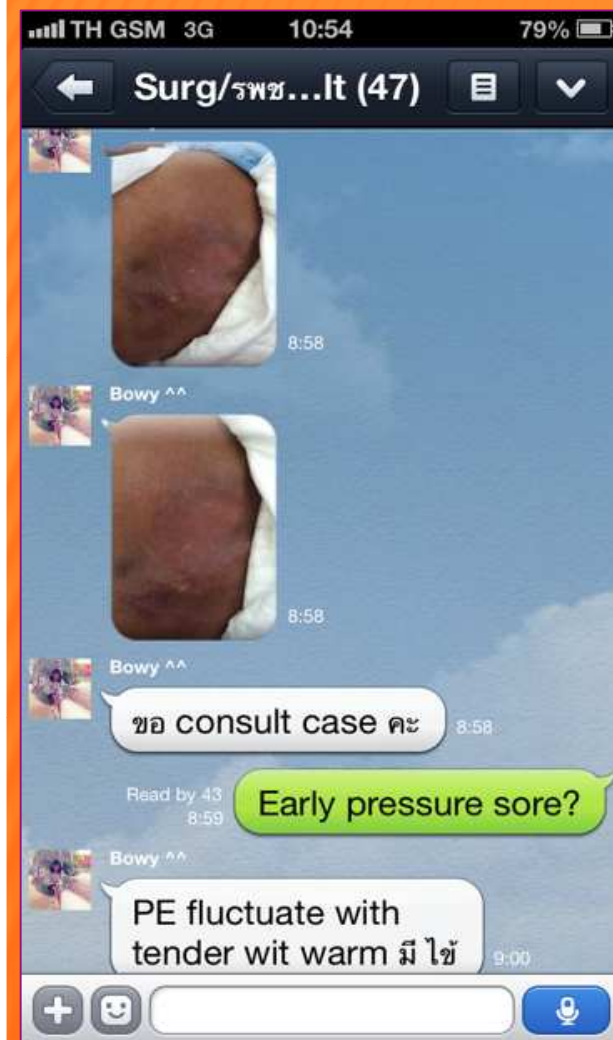 TH GSM 3G 10:54 79%
Surg/รพช...lt (47)
8:58
Bowy ^^
8:58
Bowy ^^
ขอ consult case คะ 8:58
Read by 43
8:59
Early pressure sore?
Bowy ^^
PE fluctuate with
tender wit warm มี ไข้ 9:00